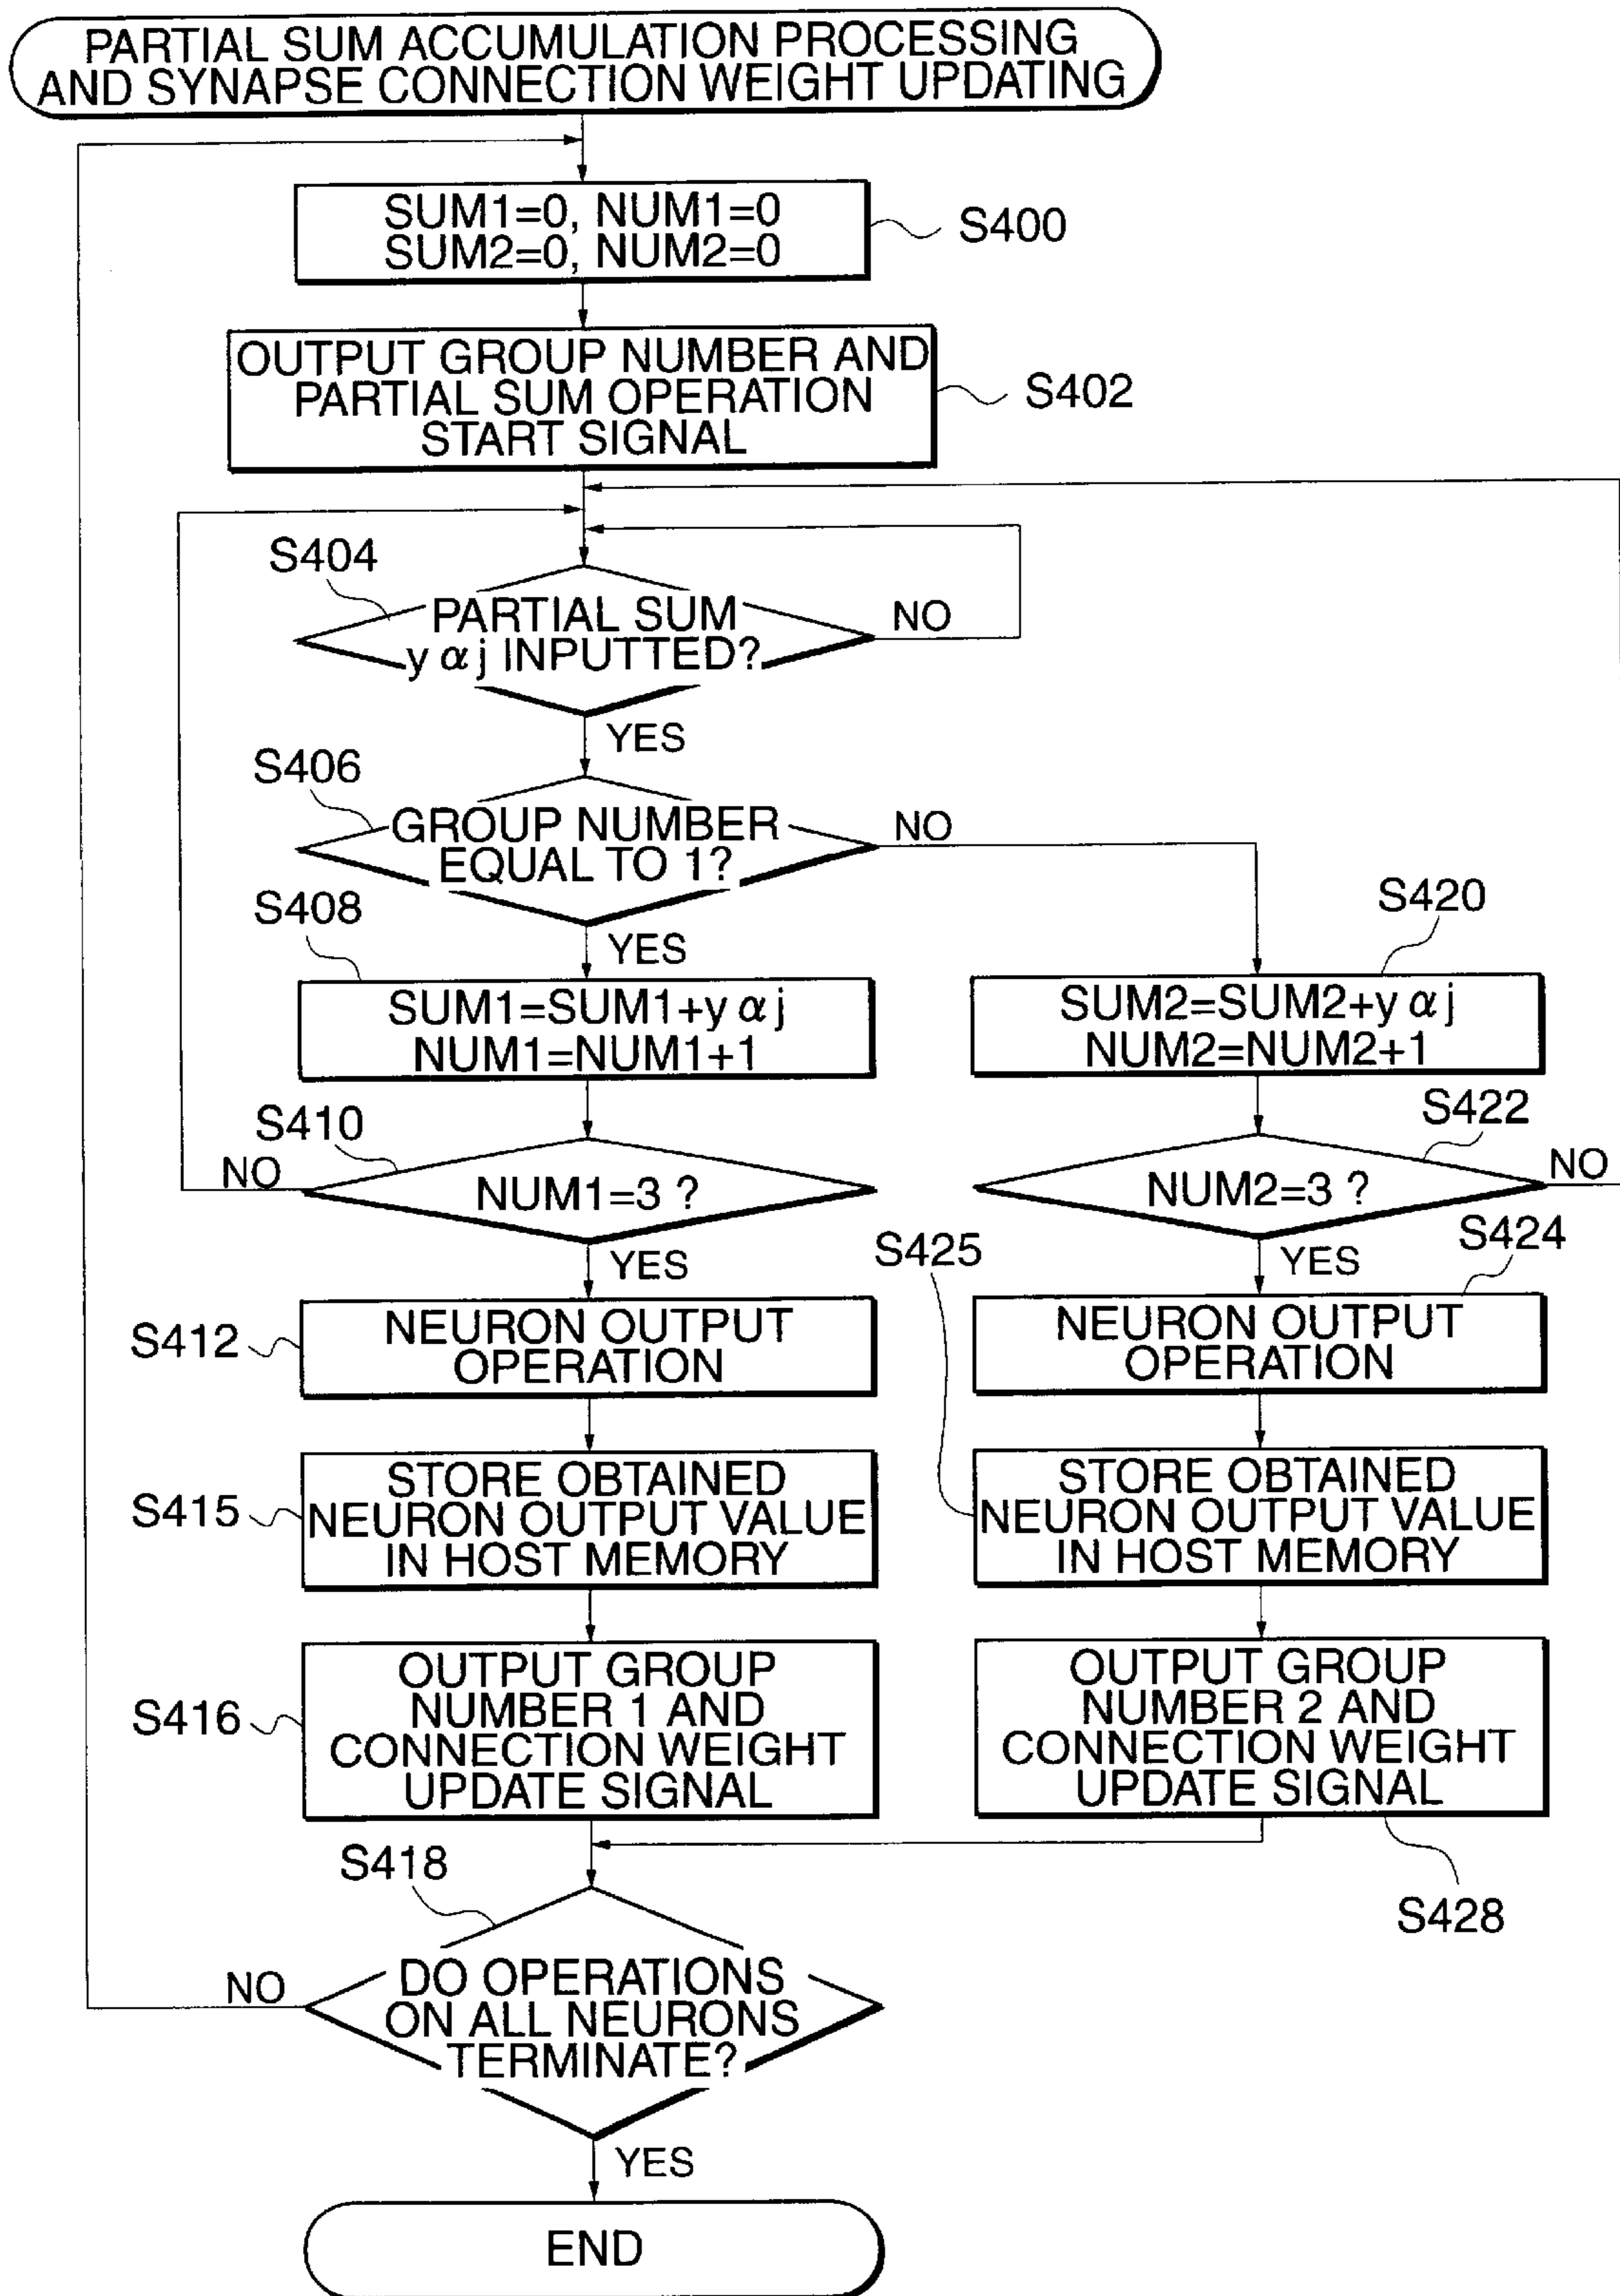 PARTIAL SUM ACCUMULATION PROCESSING
AND SYNAPSE CONNECTION WEIGHT UPDATING
SUM1=0, NUM1=0
SUM2=0, NUM2=0
S400
OUTPUT GROUP NUMBER AND
PARTIAL SUM OPERATION
START SIGNAL
S402
S404
PARTIAL SUM
y α j INPUTTED?
NO
YES
S406
GROUP NUMBER
EQUAL TO 1?
NO
YES
S408
SUM1=SUM1+y α j
NUM1=NUM1+1
S420
SUM2=SUM2+y α j
NUM2=NUM2+1
S410
NO
NUM1=3 ?
YES
S422
NUM2=3 ?
NO
YES
S412
NEURON OUTPUT
OPERATION
S425
S424
NEURON OUTPUT
OPERATION
S415
STORE OBTAINED
NEURON OUTPUT VALUE
IN HOST MEMORY
STORE OBTAINED
NEURON OUTPUT VALUE
IN HOST MEMORY
S416
OUTPUT GROUP
NUMBER 1 AND
CONNECTION WEIGHT
UPDATE SIGNAL
OUTPUT GROUP
NUMBER 2 AND
CONNECTION WEIGHT
UPDATE SIGNAL
S428
S418
NO
DO OPERATIONS
ON ALL NEURONS
TERMINATE?
YES
END